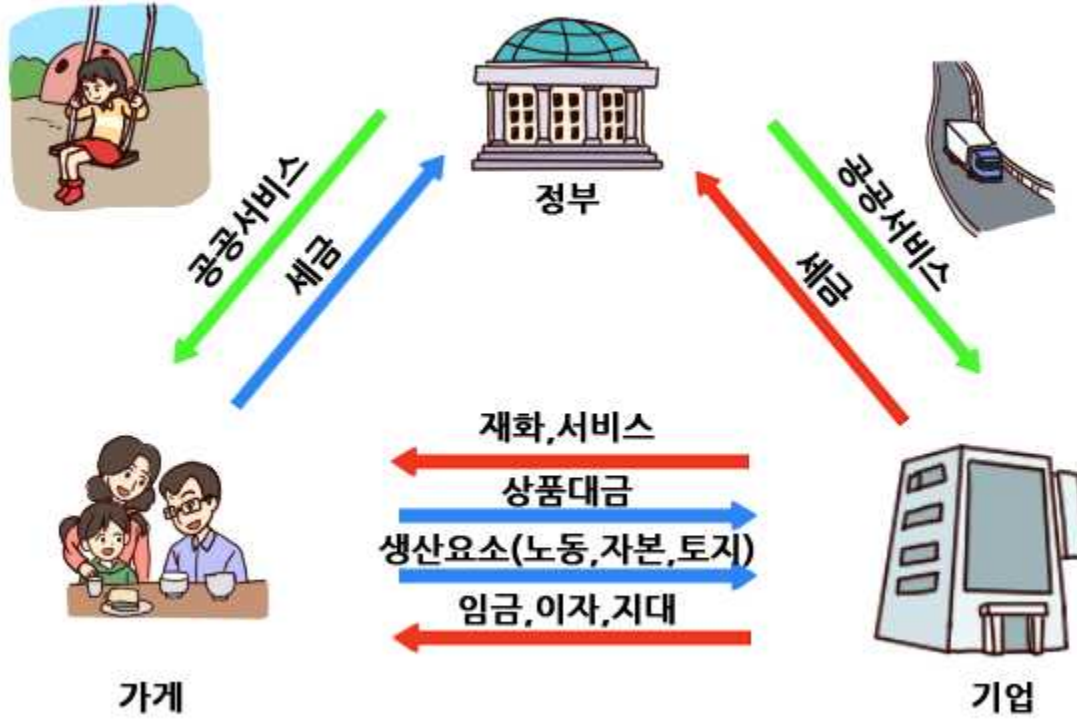 정부
공공서비스
세금
세금
공공서비스
재화,서비스
상품대금
생산요소(노동,자본,토지)
임금,이자,지대
가게
기업